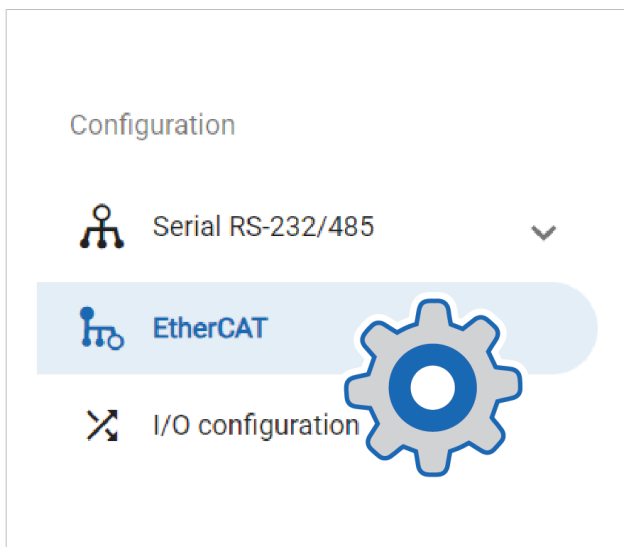 Configuration
Serial RS-232/485
EtherCAT
I/O configuration